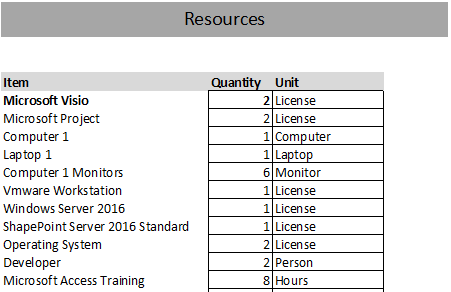 Resources
Item Quantity Unit
Microsoft Visio 2 License
Microsoft Project 2 License
Computer 1 1 Computer
Laptop 1 1 Laptop
Computer 1 Monitors 6 Monitor
Vmware Workstation 1 License
Windows Server 2016 1 License
ShapePoint Server 2016 Standard 1 License
Operating System 2 License
Developer 2 Person
Microsoft Access Training 8 Hours